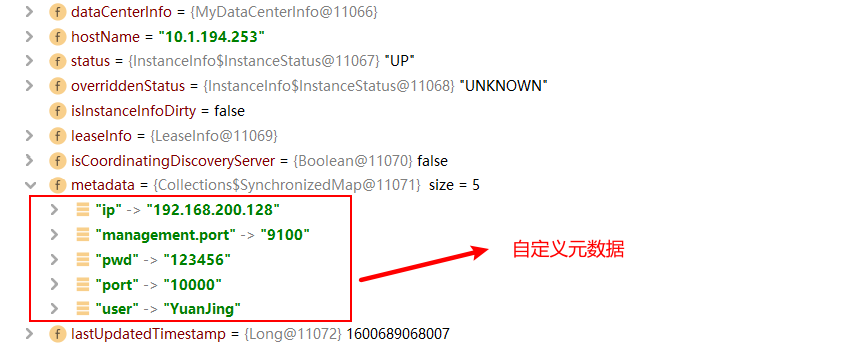 dataCenterInfo = {MyDataCenterInfo@11066}
hostName = "10.1.194.253"
status = {InstanceInfo$InstanceStatus@11067} "UP"
overriddenStatus = {InstanceInfo$InstanceStatus@11068} "UNKNOWN"
isInstanceInfoDirty = false
leaseInfo = {LeaseInfo@11069}
isCoordinatingDiscoveryServer = {Boolean@11070} false
metadata = {Collections$SynchronizedMap@11071} size = 5
"ip" -> "192.168.200.128"
"management.port" -> "9100"
"pwd" -> "123456"
"port" -> "10000"
"user" -> "YuanJing"
自定义元数据
lastUpdatedTimestamp = {Long@11072} 1600689068007